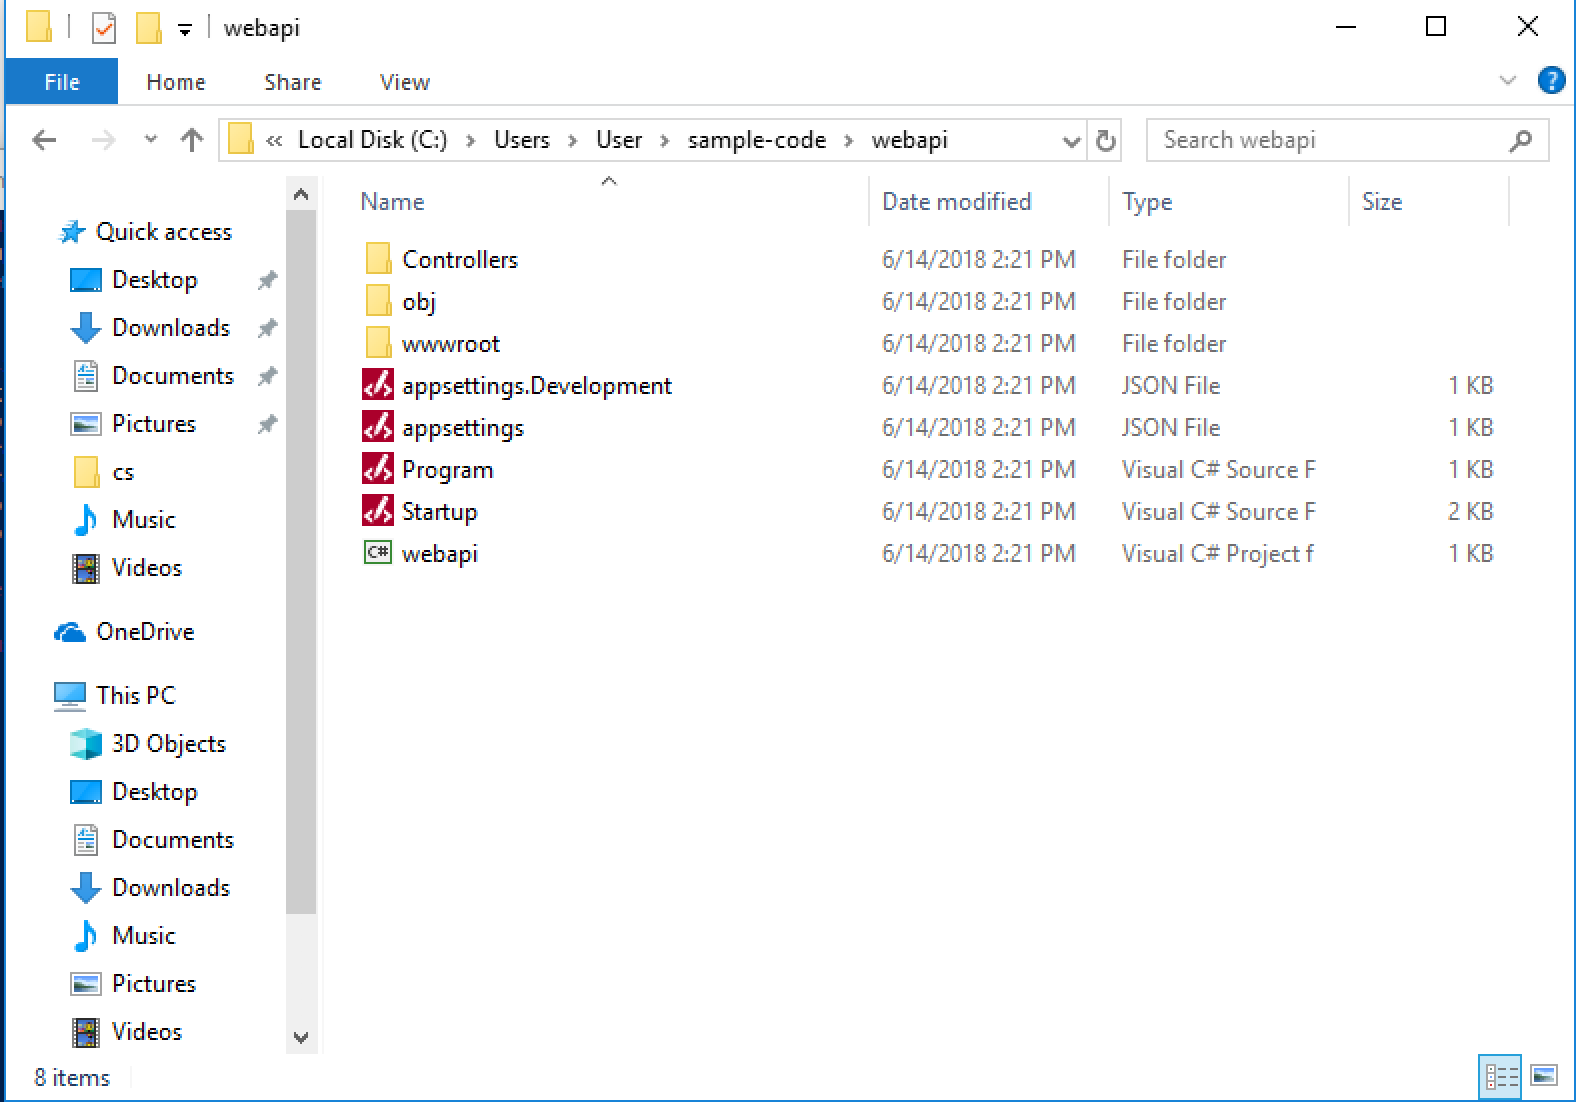 webapi
File Home Share View
« Local Disk (C:) > Users > User > sample-code > webapi Search webapi
Name Date modified Type Size
Quick access
Desktop
Downloads
Documents
Pictures
cs
Music
Videos
OneDrive
This PC
3D Objects
Desktop
Documents
Downloads
Music
Pictures
Videos
Controllers 6/14/2018 2:21 PM File folder
obj 6/14/2018 2:21 PM File folder
wwwroot 6/14/2018 2:21 PM File folder
appsettings.Development 6/14/2018 2:21 PM JSON File 1 KB
appsettings 6/14/2018 2:21 PM JSON File 1 KB
Program 6/14/2018 2:21 PM Visual C# Source F 1 KB
Startup 6/14/2018 2:21 PM Visual C# Source F 2 KB
C# webapi 6/14/2018 2:21 PM Visual C# Project f 1 KB
8 items